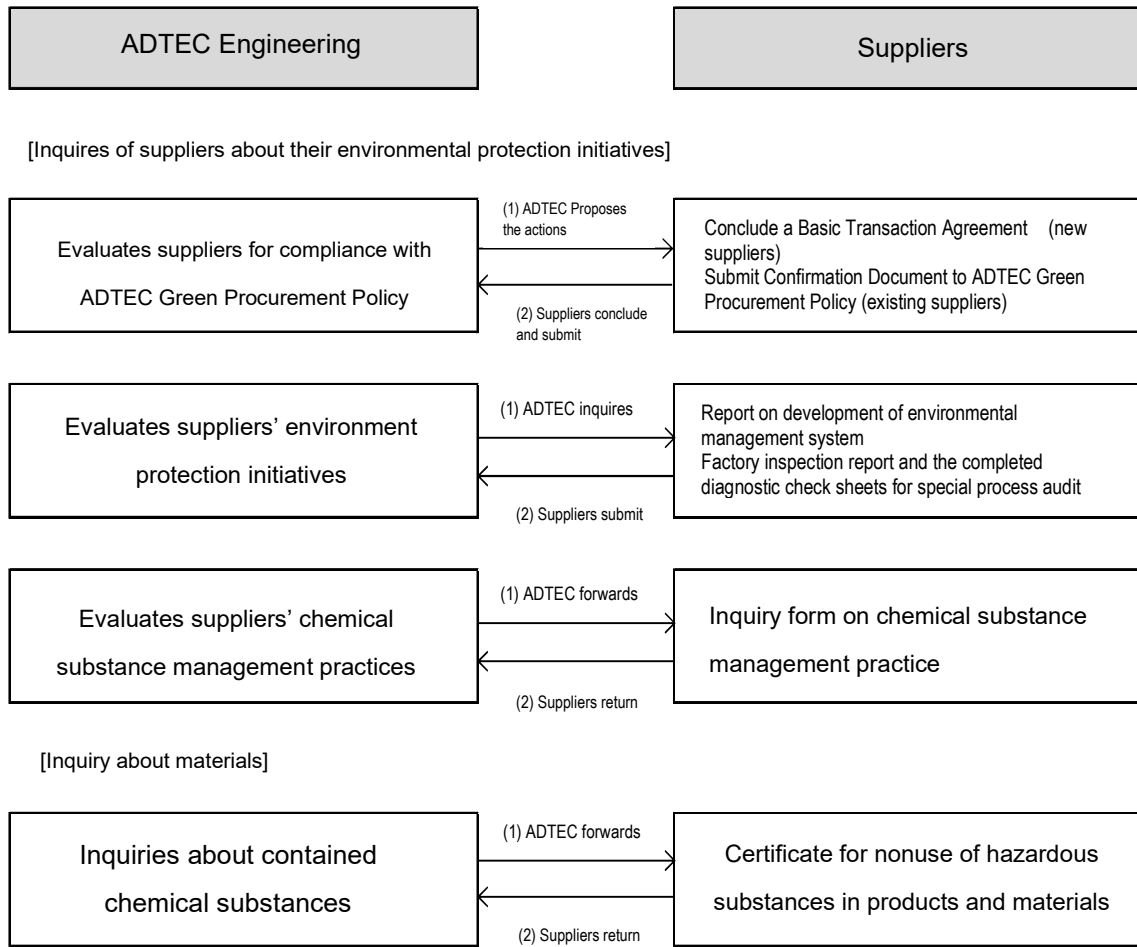 ADTEC Engineering
Suppliers
[Inquires of suppliers about their environmental protection initiatives]
Evaluates suppliers for compliance with
ADTEC Green Procurement Policy
(1) ADTEC Proposes
the actions
(2) Suppliers conclude
and submit
Conclude a Basic Transaction Agreement (new
suppliers)
Submit Confirmation Document to ADTEC Green
Procurement Policy (existing suppliers)
Evaluates suppliers’ environment
protection initiatives
(1) ADTEC inquires
(2) Suppliers submit
Report on development of environmental
management system
Factory inspection report and the completed
diagnostic check sheets for special process audit
Evaluates suppliers’ chemical
substance management practices
(1) ADTEC forwards
(2) Suppliers return
Inquiry form on chemical substance
management practice
[Inquiry about materials]
Inquiries about contained
chemical substances
(1) ADTEC forwards
(2) Suppliers return
Certificate for nonuse of hazardous
substances in products and materials